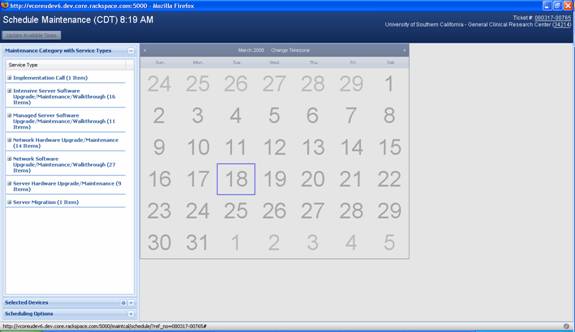 http://vcoreudev6.dev.core.rackspace.com:5000 - Mozilla Firefox
Schedule Maintenance (CDT) 8:19 AM
Ticket #: 080317-00765
University of Southern California - General Clinical Research Center (34214)
Update Available Times
Maintenance Category with Service Types
Service Type
Implementation Call (1 Item)
Intensive Server Software
Upgrade/Maintenance/Walkthrough (16
Items)
Managed Server Software
Upgrade/Maintenance/Walkthrough (11
Items)
Network Hardware Upgrade/Maintenance
(14 Items)
Network Software
Upgrade/Maintenance/Walkthrough (27
Items)
Server Hardware Upgrade/Maintenance (9
Items)
Server Migration (1 Item)
Selected Devices
Scheduling Options
March 2008 Change Timezone
Sun. Mon. Tue. Wed. Thu. Fri. Sat.
24 25 26 27 28 29 1
2 3 4 5 6 7 8
9 10 11 12 13 14 15
16 17 18 19 20 21 22
23 24 25 26 27 28 29
30 31 1 2 3 4 5
http://vcoreudev6.dev.core.rackspace.com:5000/maintcal/schedule/?ref_no=080317-00765#